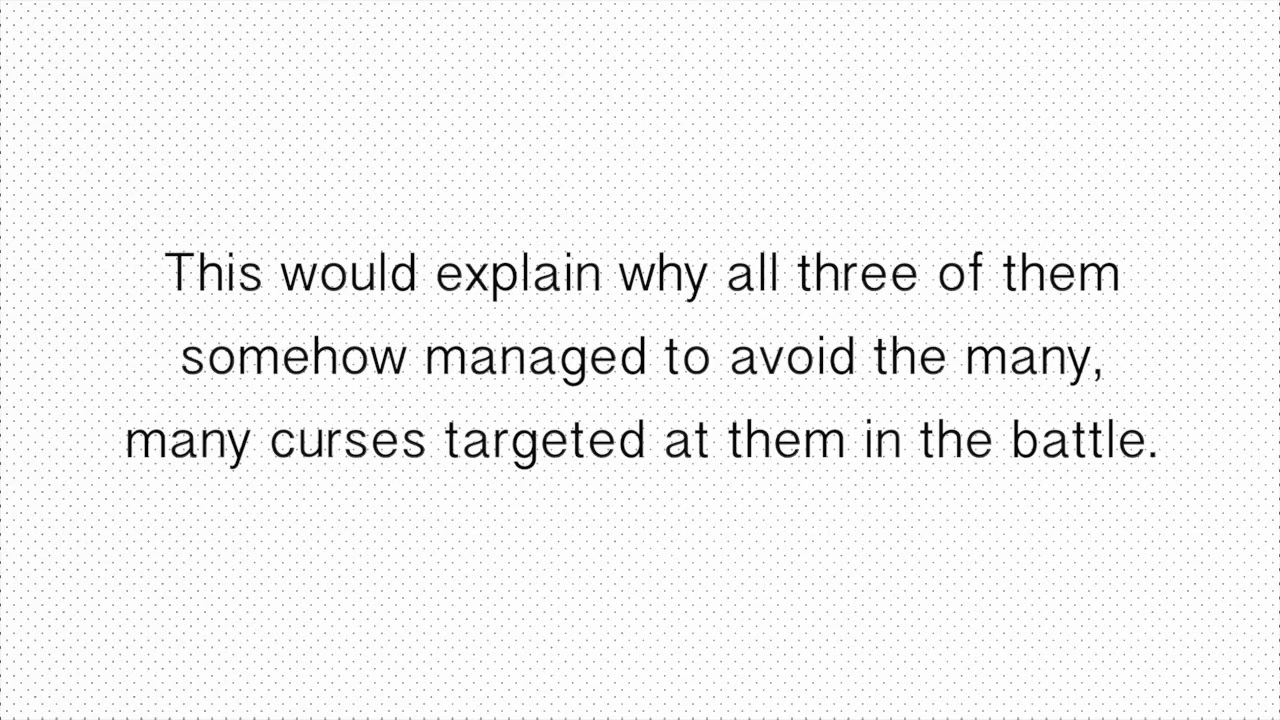 This would explain why all three of them
somehow managed to avoid the many,
many curses targeted at them in the battle.